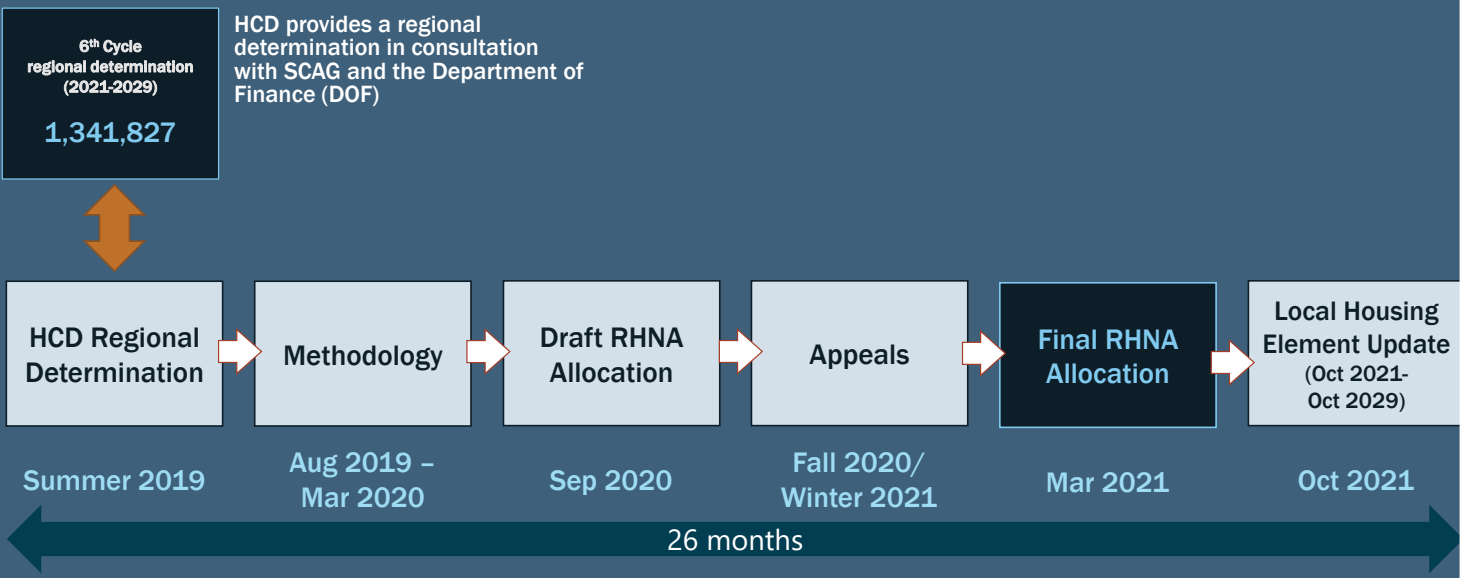 6th Cycle
regional determination
(2021-2029)
1,341,827
HCD provides a regional
determination in consultation
with SCAG and the Department of
Finance (DOF)
HCD Regional
Determination
Methodology
Draft RHNA
Allocation
Appeals
Final RHNA
Allocation
Local Housing
Element Update
(Oct 2021-
Oct 2029)
Summer 2019
Aug 2019 –
Mar 2020
Sep 2020
Fall 2020/
Winter 2021
Mar 2021
Oct 2021
26 months